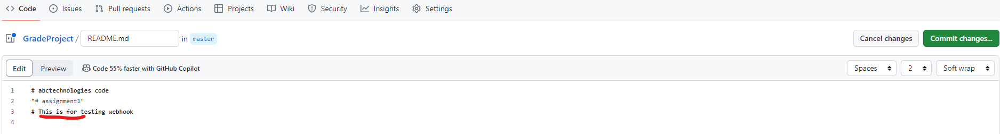 Code Issues Pull requests Actions Projects Wiki Security Insights Settings
GradeProject / README.md in master Cancel changes Commit changes...
Edit Preview Code 55% faster with GitHub Copilot Spaces 2 Soft wrap
1 # abctechnologies code
2 "# assignment1"
3 # This is for testing webhook
4